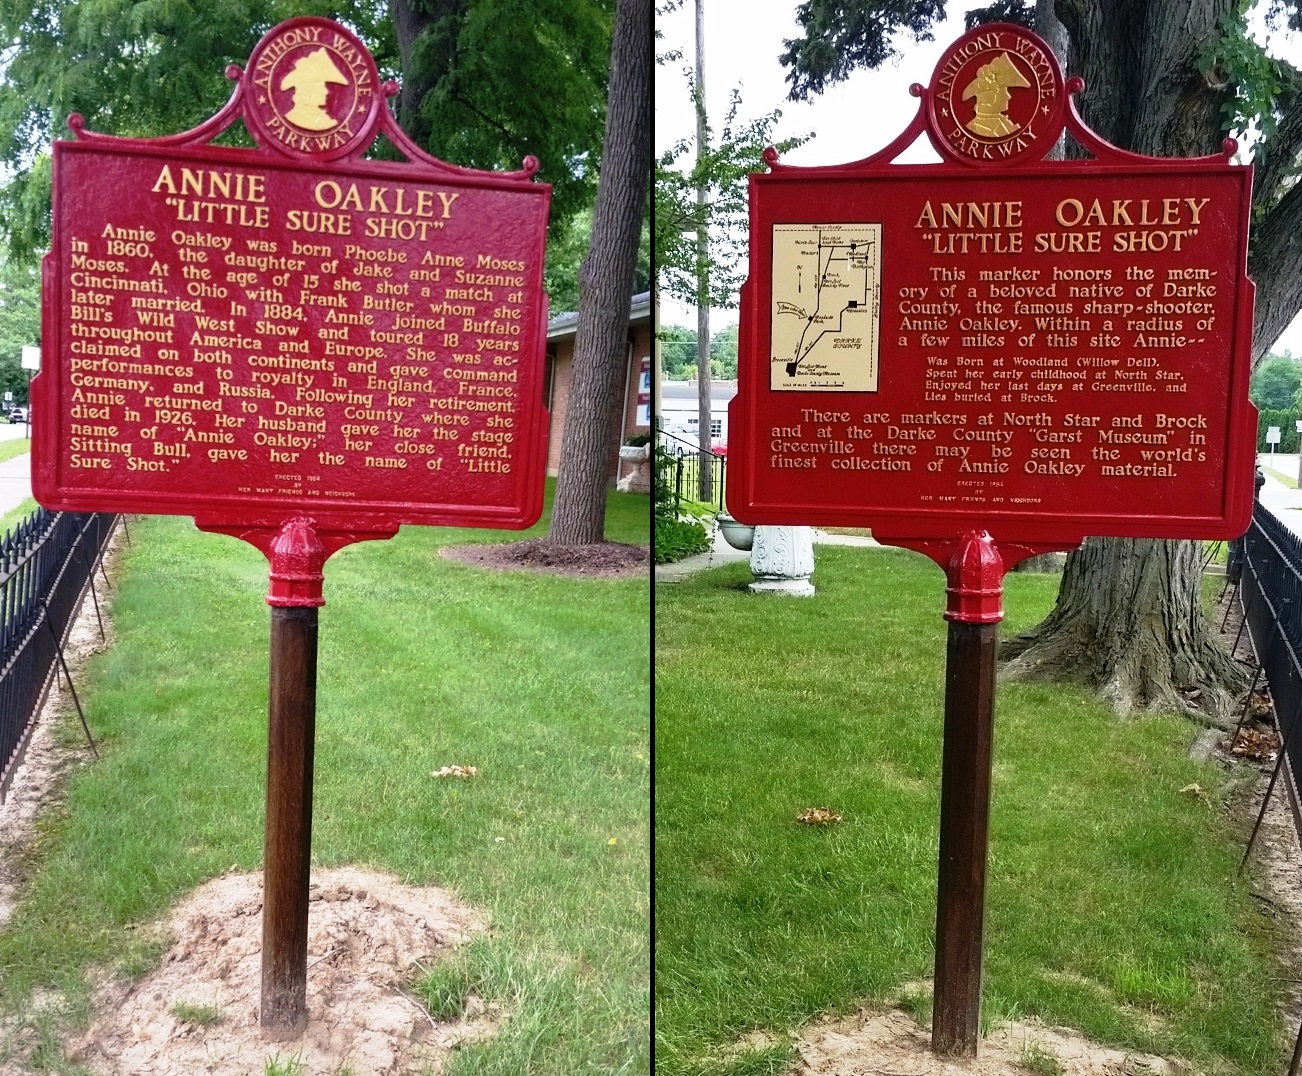 ANTHONY WAYNE
PARKWAY
ANNIE OAKLEY
"LITTLE SURE SHOT"
Annie Oakley was born Phoebe Anne Moses
in 1860, the daughter of Jake and Suzanne
Moses. At the age of 15 she shot a match at
Cincinnati, Ohio with Frank Butler whom she
later married. In 1884, Annie joined Buffalo
Bill's Wild West Show and toured 18 years
throughout America and Europe. She was ac-
claimed on both continents and gave command
performances to royalty in England, France,
Germany, and Russia. Following her retirement,
Annie returned to Darke County where she
died in 1926. Her husband gave her the stage
name of "Annie Oakley;" her close friend,
Sitting Bull, gave her the name of "Little
Sure Shot."
ERECTED 1954
BY
HER MANY FRIENDS AND NEIGHBORS
ANTHONY WAYNE
PARKWAY
ANNIE OAKLEY
"LITTLE SURE SHOT"
This marker honors the mem-
ory of a beloved native of Darke
County, the famous sharp-shooter,
Annie Oakley. Within a radius of
a few miles of this site Annie--
Was Born at Woodland (Willow Dell),
Spent her early childhood at North Star,
Enjoyed her last days at Greenville, and
Lies buried at Brock.
There are markers at North Star and Brock
and at the Darke County "Garst Museum" in
Greenville there may be seen the world's
finest collection of Annie Oakley material.
ERECTED 1954
BY
HER MANY FRIENDS AND NEIGHBORS
DARKE
COUNTY